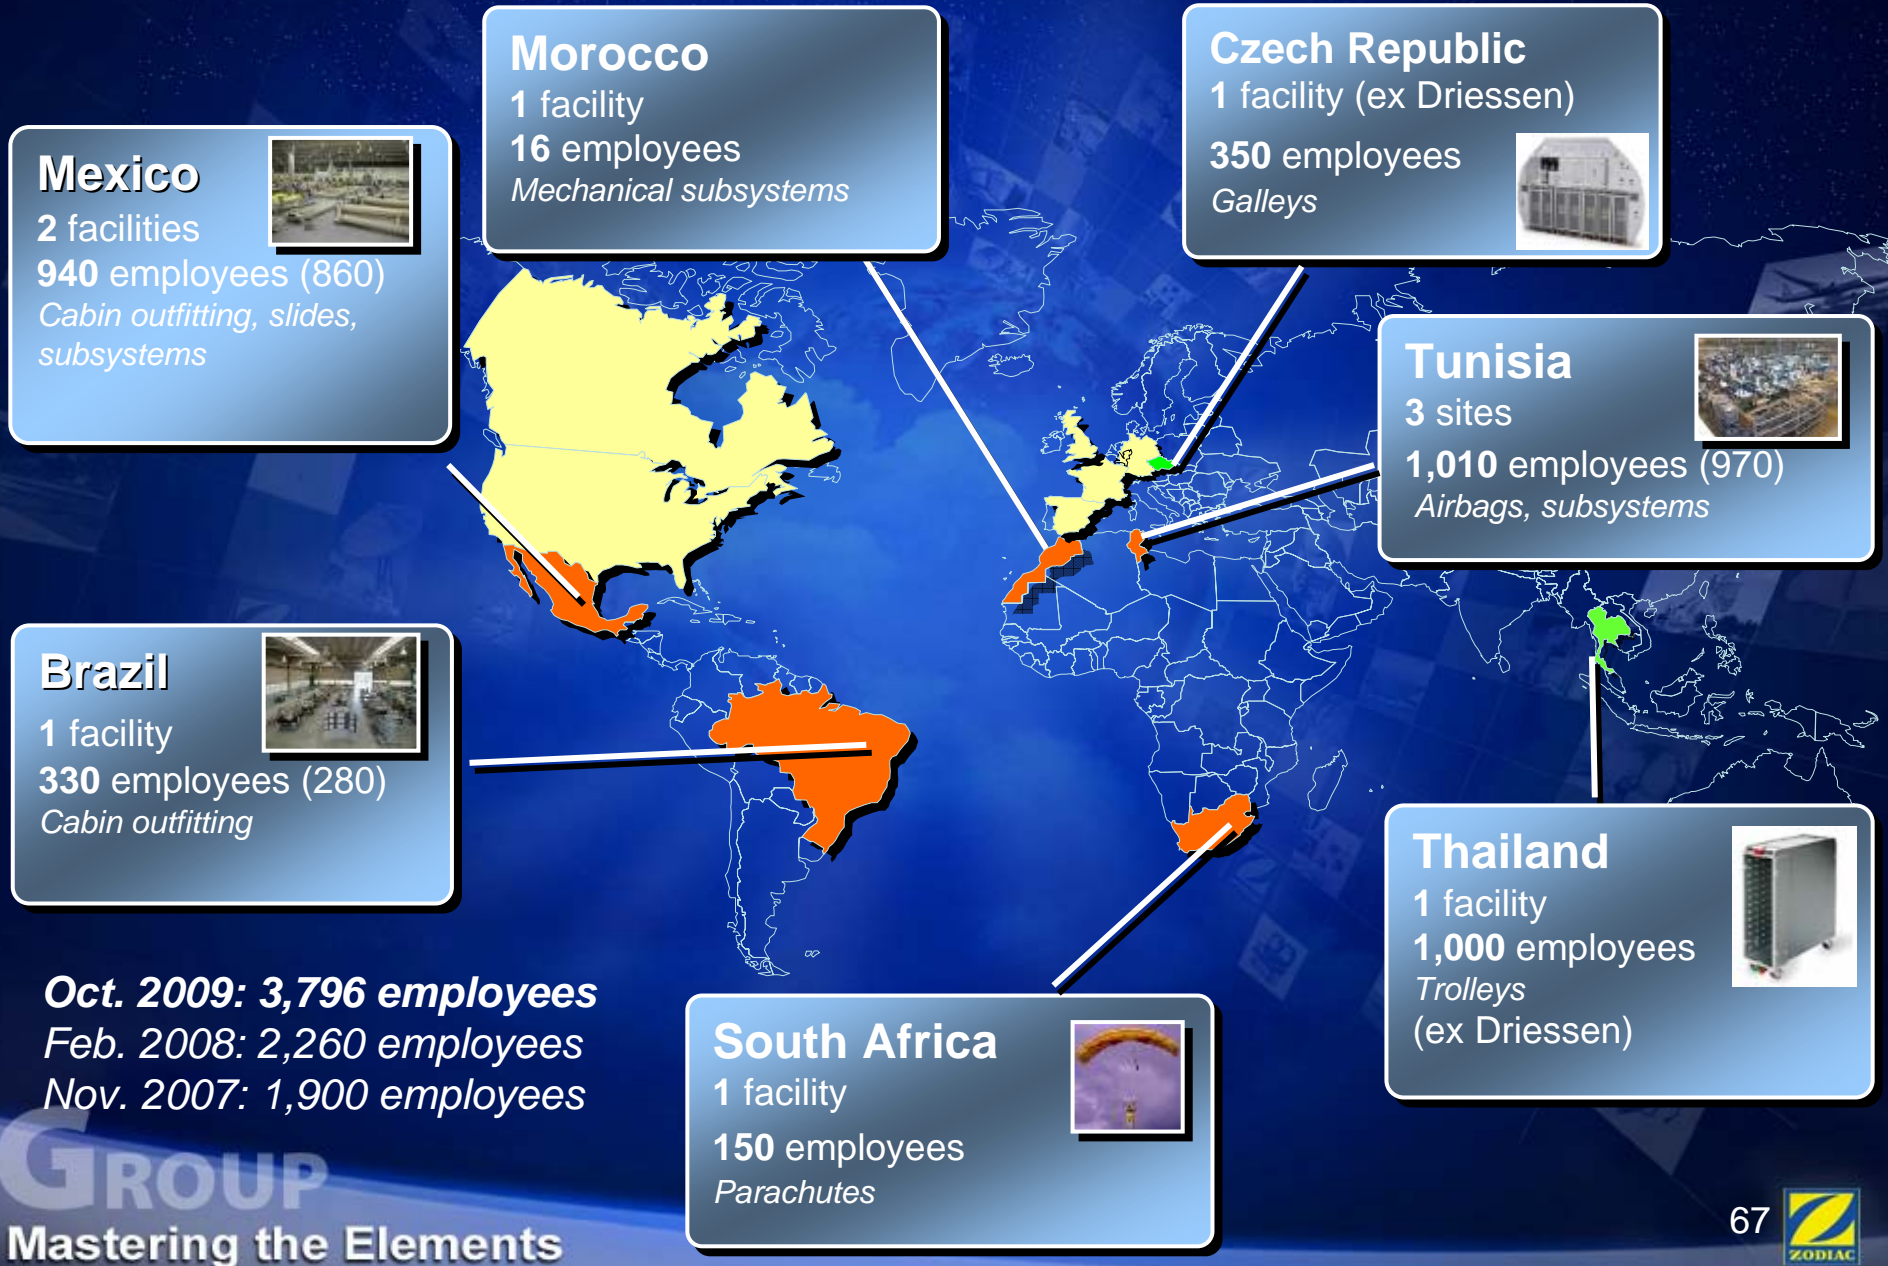 Morocco
1 facility
16 employees
Mechanical subsystems
Czech Republic
1 facility (ex Driessen)
350 employees
Galleys
Mexico
2 facilities
940 employees (860)
Cabin outfitting, slides,
subsystems
Tunisia
3 sites
1,010 employees (970)
Airbags, subsystems
Brazil
1 facility
330 employees (280)
Cabin outfitting
Thailand
1 facility
1,000 employees
Trolleys
(ex Driessen)
South Africa
1 facility
150 employees
Parachutes
Oct. 2009: 3,796 employees
Feb. 2008: 2,260 employees
Nov. 2007: 1,900 employees
GROUP
Mastering the Elements
67
ZODIAC